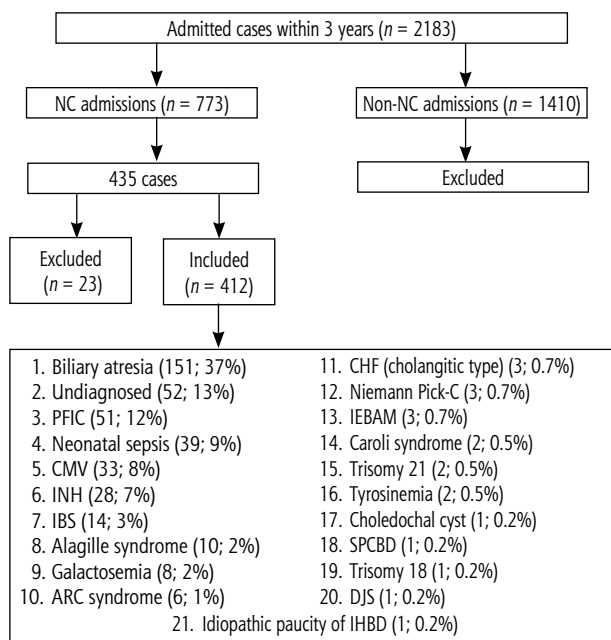 Admitted cases within 3 years (n = 2183)
NC admissions (n = 773)
Non-NC admissions (n = 1410)
435 cases
Excluded
Excluded
(n = 23)
Included
(n = 412)
1. Biliary atresia (151; 37%)
2. Undiagnosed (52; 13%)
3. PFIC (51; 12%)
4. Neonatal sepsis (39; 9%)
5. CMV (33; 8%)
6. INH (28; 7%)
7. IBS (14; 3%)
8. Alagille syndrome (10; 2%)
9. Galactosemia (8; 2%)
10. ARC syndrome (6; 1%)
11. CHF (cholangitic type) (3; 0.7%)
12. Niemann Pick-C (3; 0.7%)
13. IEBAM (3; 0.7%)
14. Caroli syndrome (2; 0.5%)
15. Trisomy 21 (2; 0.5%)
16. Tyrosinemia (2; 0.5%)
17. Choledochal cyst (1; 0.2%)
18. SPCBD (1; 0.2%)
19. Trisomy 18 (1; 0.2%)
20. DJS (1; 0.2%)
21. Idiopathic paucity of IHBD (1; 0.2%)